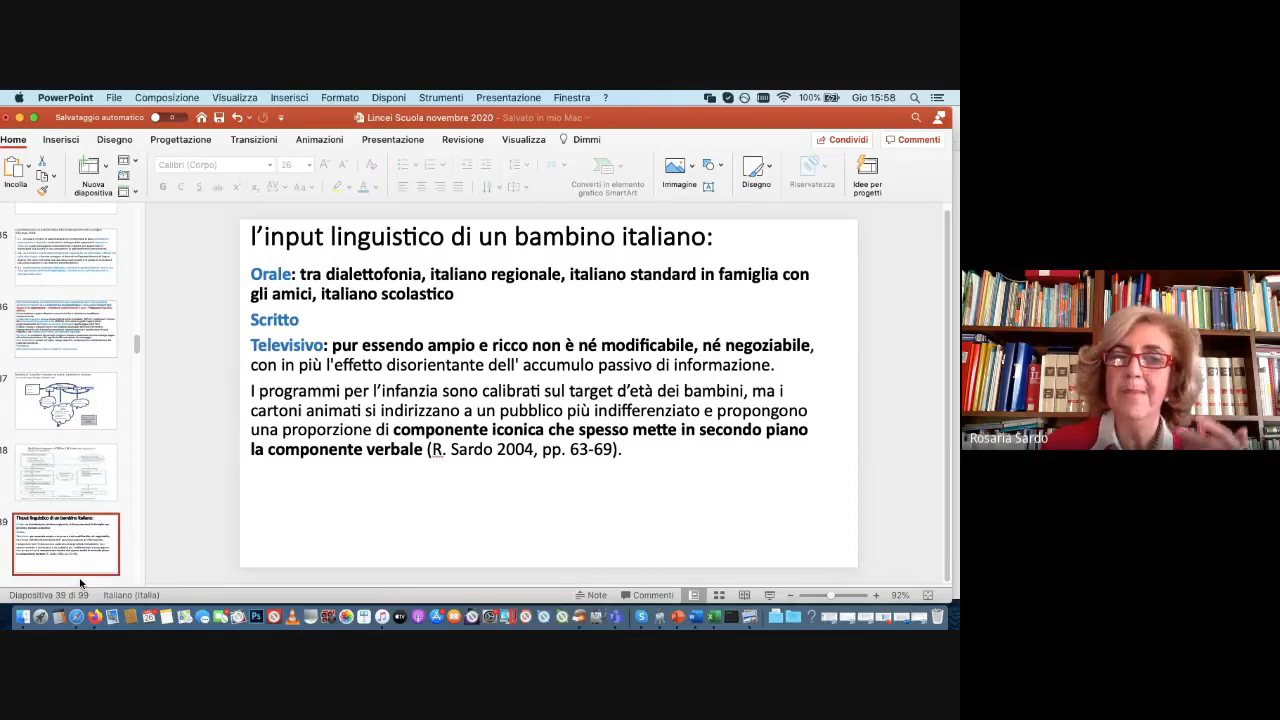 PowerPoint File Composizione Visualizza Inserisci Formato Disponi Strumenti Presentazione Finestra ? 100% Gio 15:58
Salvataggio automatico 0 Lincei Scuola novembre 2020 - Salvato in mio Mac
Home Inserisci Disegno Progettazione Transizioni Animazioni Presentazione Revisione Visualizza Dimmi Condividi Commenti
Calibri (Corpo) 26
Incolla Nuova diapositiva Converti in elemento grafico SmartArt Immagine Disegno Riservatezza Idee per progetti
l'input linguistico di un bambino italiano:
Orale: tra dialettofonia, italiano regionale, italiano standard in famiglia con
gli amici, italiano scolastico
Scritto
Televisivo: pur essendo ampio e ricco non è né modificabile, né negoziabile,
con in più l'effetto disorientante dell' accumulo passivo di informazione.
I programmi per l'infanzia sono calibrati sul target d'età dei bambini, ma i
cartoni animati si indirizzano a un pubblico più indifferenziato e propongono
una proporzione di componente iconica che spesso mette in secondo piano
la componente verbale (R. Sardo 2004, pp. 63-69).
Rosaria Sardo
Diapositiva 39 di 99 Italiano (Italia) Note Commenti 92%